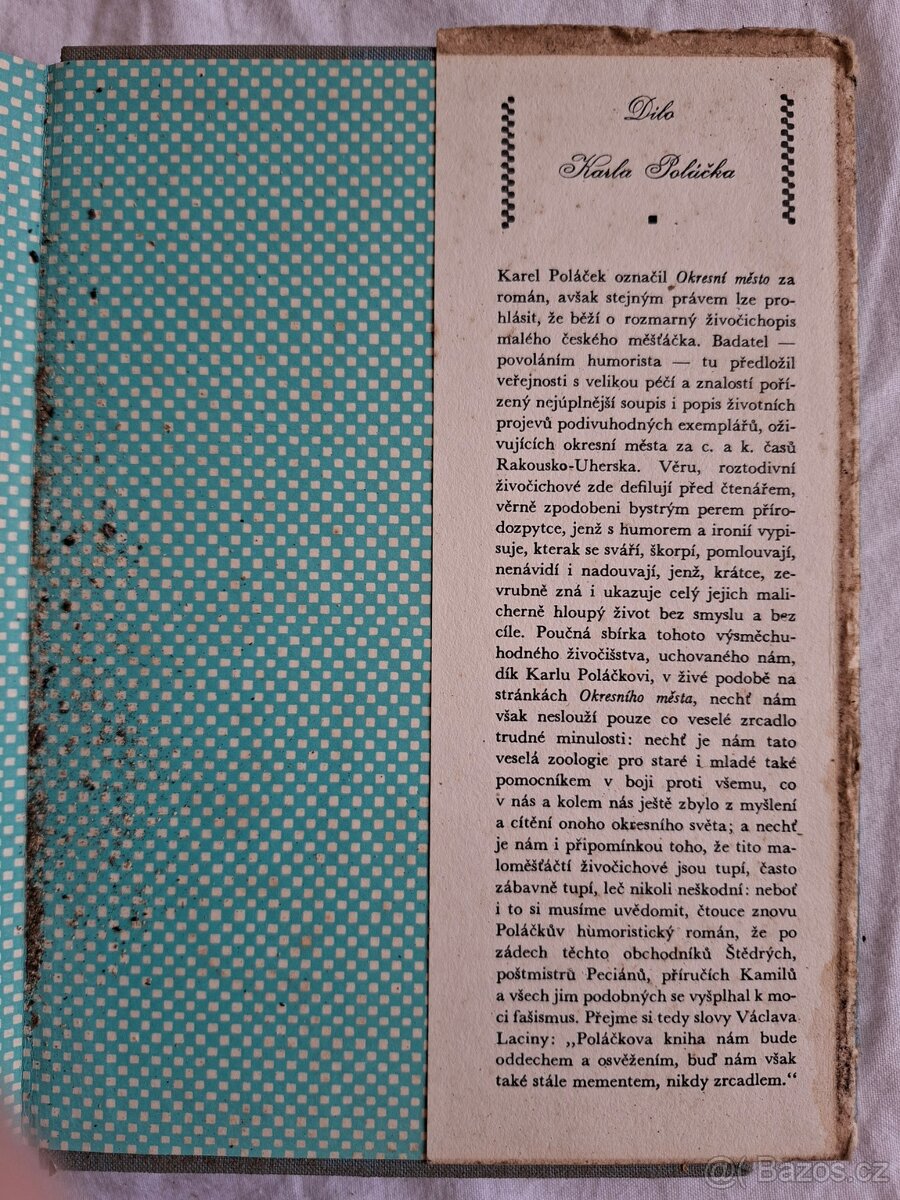 Dílo
Karla Poláčka
Karel Poláček označil Okresní město za
román, avšak stejným právem lze pro-
hlásit, že běží o rozmarný živočichopis
malého českého měšťáčka. Badatel —
povoláním humorista — tu předložil
veřejnosti s velikou péčí a znalostí poří-
zený nejúplnější soupis i popis životních
projevů podivuhodných exemplářů, oži-
vujících okresní města za c. a k. časů
Rakousko-Uherska. Věru, roztodivní
živočichové zde defilují před čtenářem,
věrně zpodobeni bystrým perem příro-
dozpytce, jenž s humorem a ironií vypi-
suje, kterak se sváří, škorpí, pomlouvají,
nenávidí i nadouvají, jenž, krátce, ze-
vrubně zná i ukazuje celý jejich mali-
cherně hloupý život bez smyslu a bez
cíle. Poučná sbírka tohoto výsměchu-
hodného živočišstva, uchovaného nám,
dík Karlu Poláčkovi, v živé podobě na
stránkách Okresního města, nechť nám
však neslouží pouze co veselé zrcadlo
trudné minulosti: nechť je nám tato
veselá zoologie pro staré i mladé také
pomocníkem v boji proti všemu, co
v nás a kolem nás ještě zbylo z myšlení
a cítění onoho okresního světa; a nechť
je nám i připomínkou toho, že tito ma-
loměšťáčtí živočichové jsou tupí, často
zábavně tupí, leč nikoli neškodní: neboť
i to si musíme uvědomit, čtouce znovu
Poláčkův humoristický román, že po
zádech těchto obchodníků Štědrých,
poštmistrů Peciánů, příručích Kamilů
a všech jim podobných se vyšplhal k mo-
ci fašismus. Přejme si tedy slovy Václava
Laciny: „Poláčkova kniha nám bude
oddechem a osvěžením, buď nám však
také stále mementem, nikdy zrcadlem.“
@ Bazoš.cz